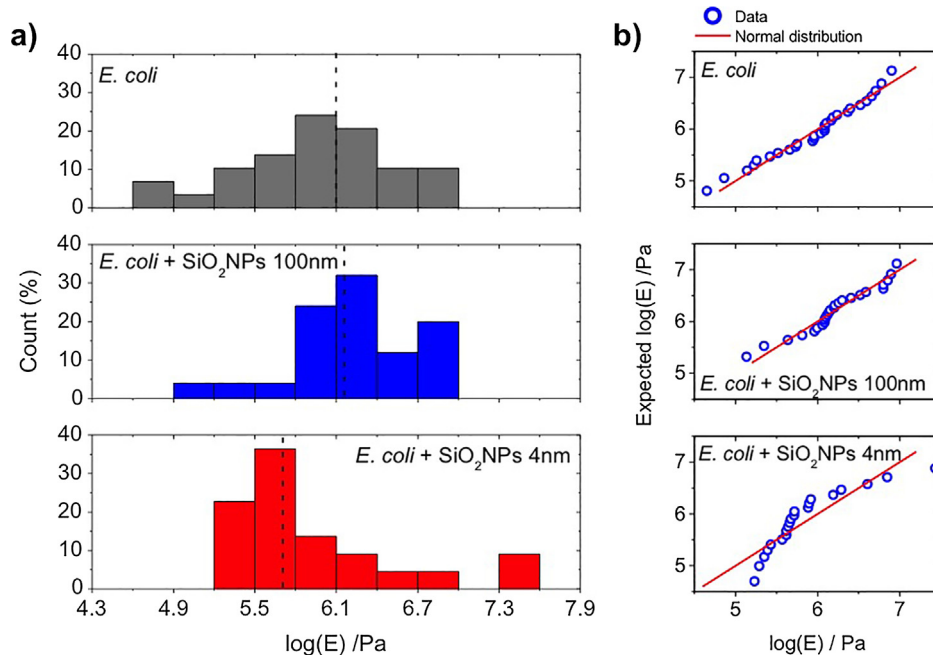 a)
40
30
20
10
0
E. coli
40
30
20
10
0
E. coli + SiO₂NPs 100nm
Count (%)
40
30
20
10
0
E. coli + SiO₂NPs 4nm
4.3 4.9 5.5 6.1 6.7 7.3 7.9
log(E) /Pa
b)
Data
Normal distribution
7
6
5
E. coli
7
6
5
E. coli + SiO₂NPs 100nm
Expected log(E) /Pa
7
6
5
E. coli + SiO₂NPs 4nm
5 6 7
log(E) / Pa